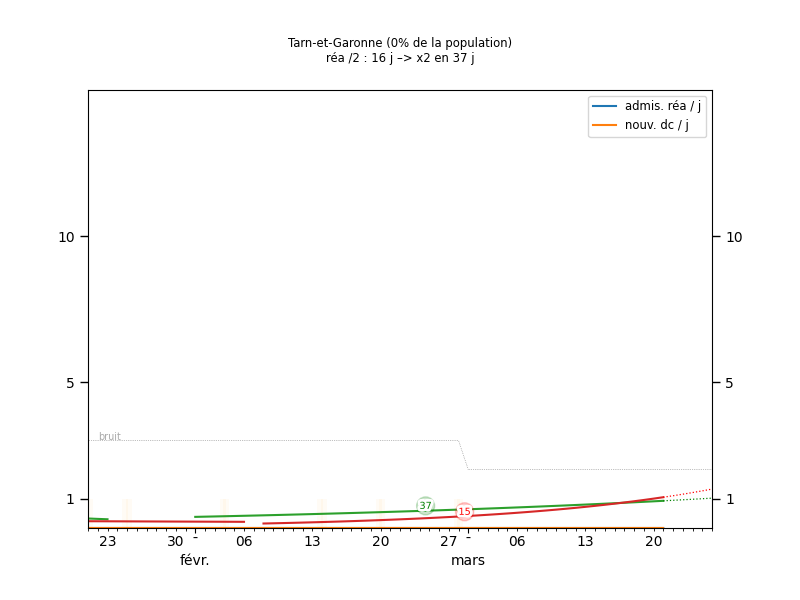 Tarn-et-Garonne (0% de la population)
réa /2 : 16 j –> x2 en 37 j
admis. réa / j
nouv. dc / j
10 10
5 5
bruit
37
15
1 1
23 30 - 06 13 20 27 - 06 13 20
févr. mars